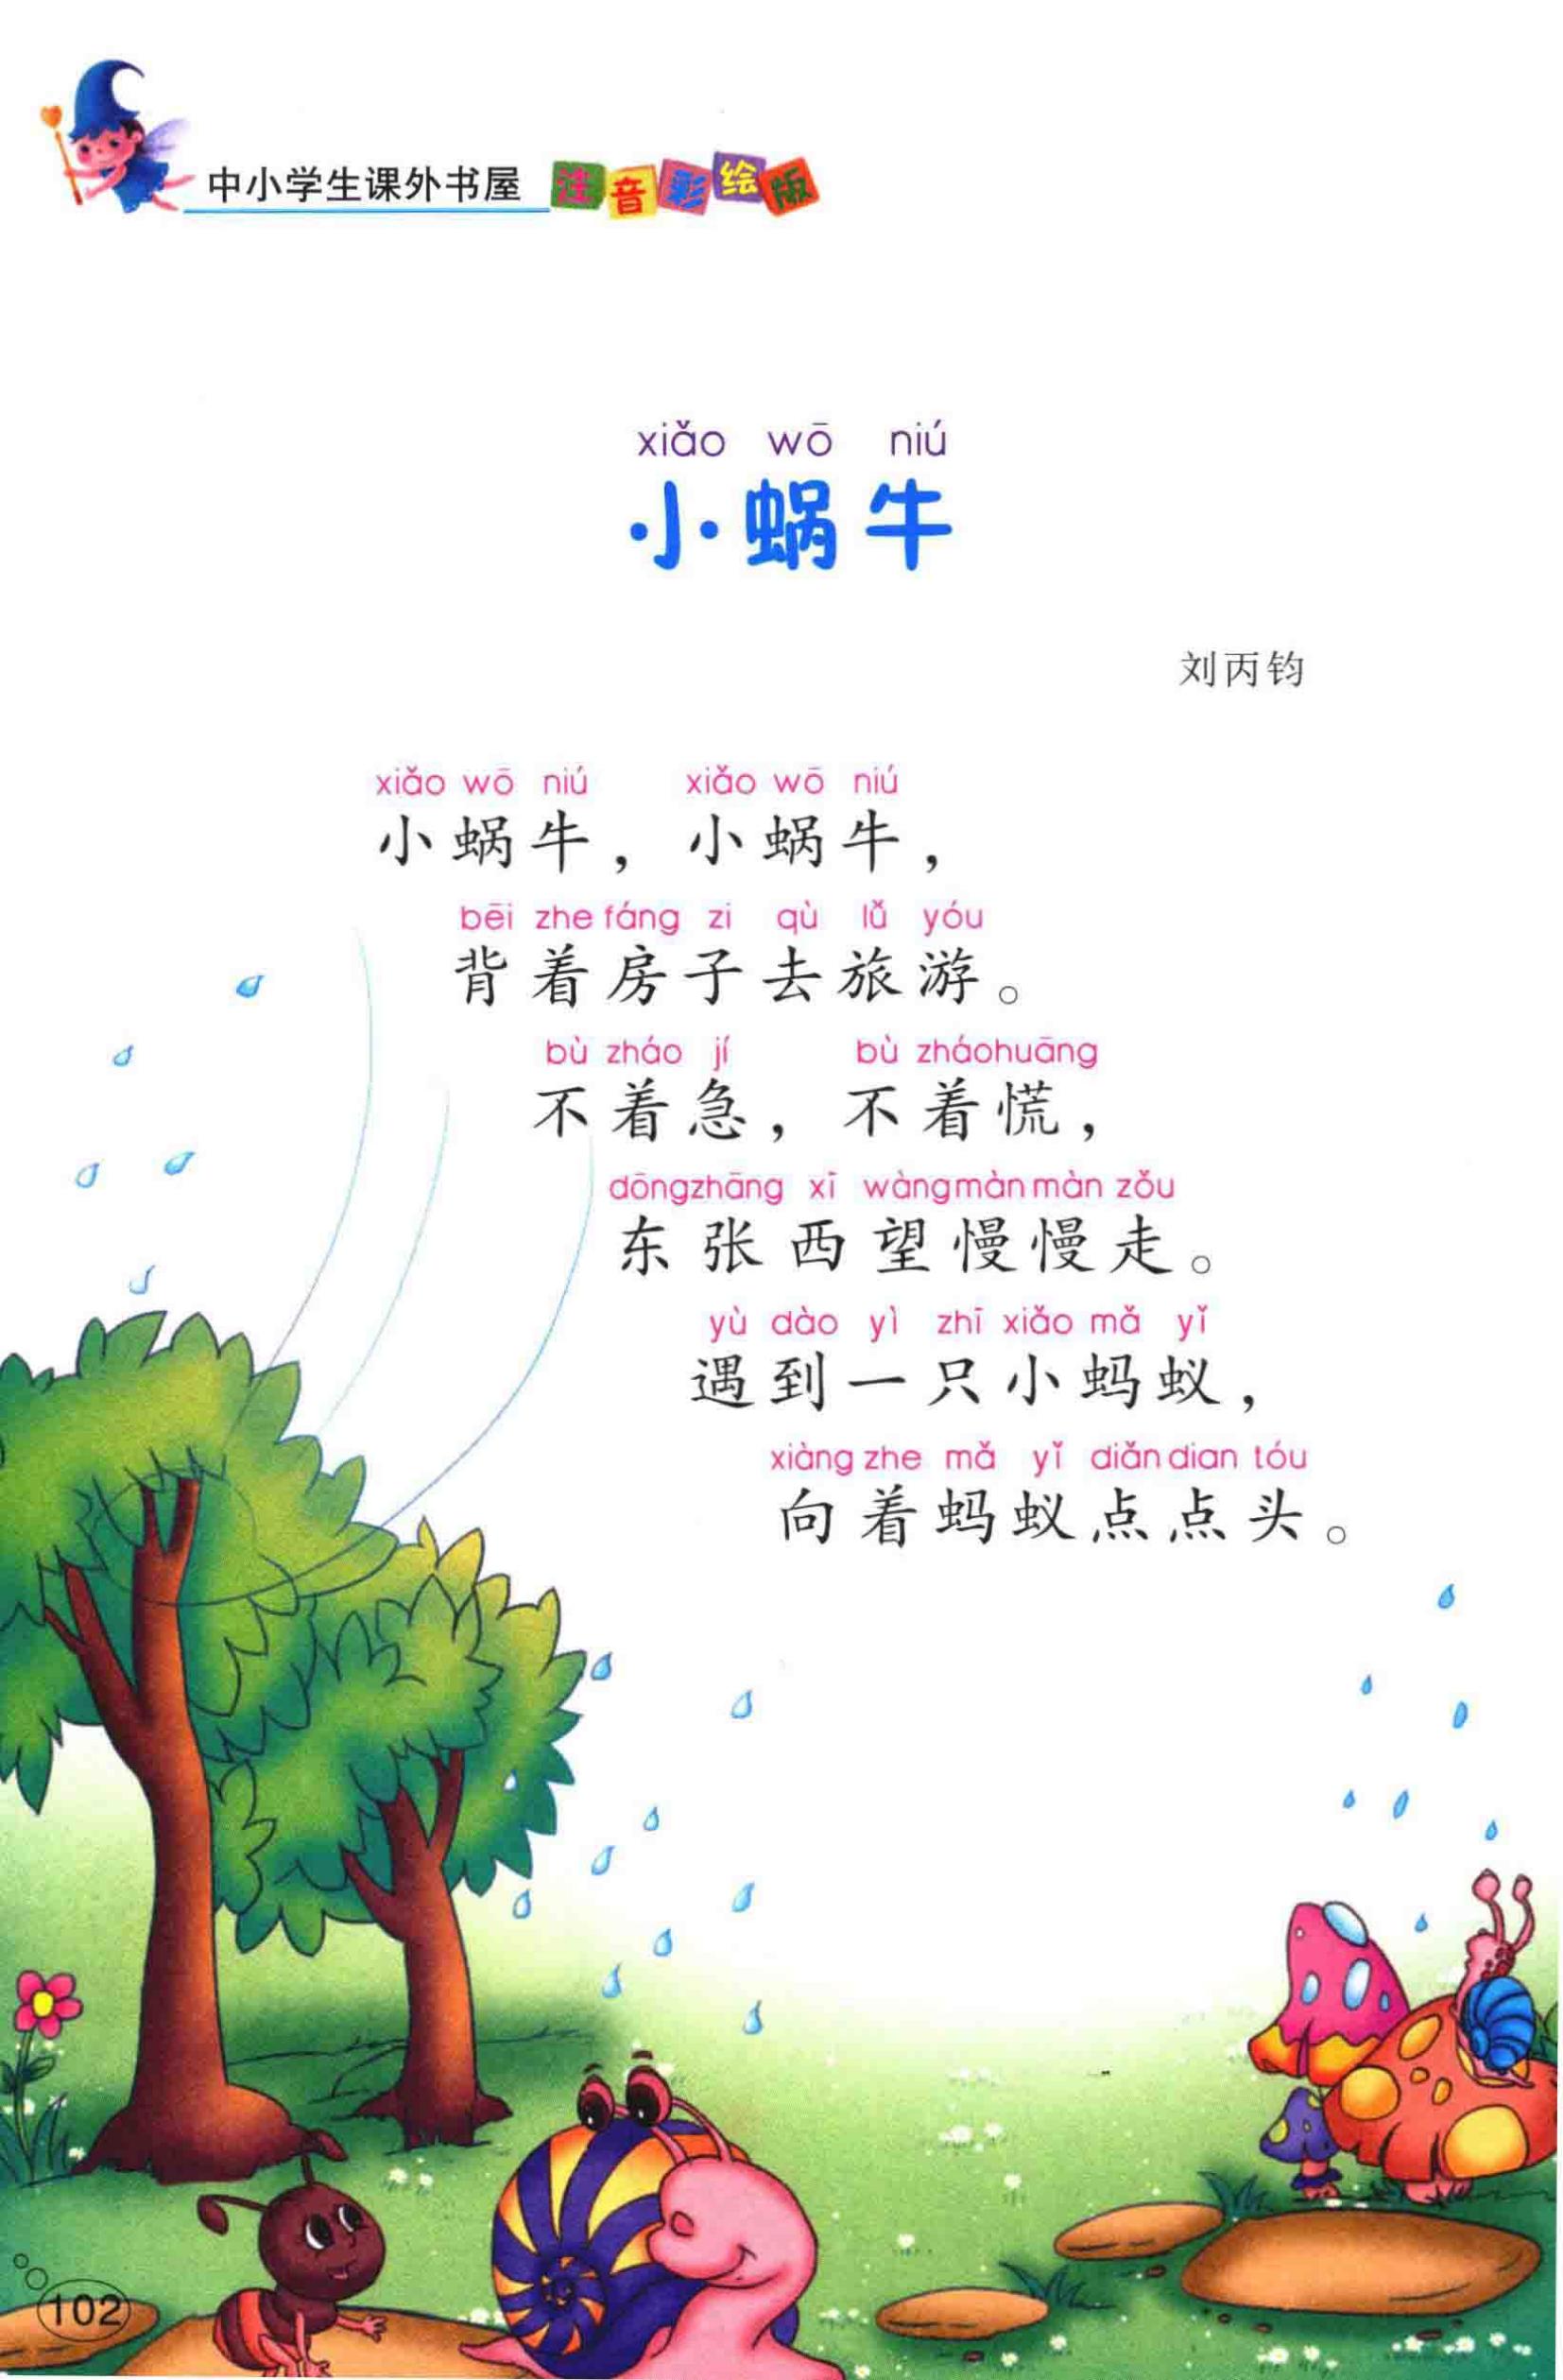 中小学生课外书屋 注音彩绘版
xiǎo wō niú
小蜗牛
刘丙钧
xiǎo wō niú xiǎo wō niú
小蜗牛，小蜗牛，
bēi zhe fáng zi qù lǚ yóu
背着房子去旅游。
bù zháo jí bù zháo huāng
不着急，不着慌，
dōng zhāng xī wàng màn màn zǒu
东张西望慢慢走。
yù dào yì zhī xiǎo mǎ yǐ
遇到一只小蚂蚁，
xiàng zhe mǎ yǐ diǎn dian tóu
向着蚂蚁点点头。
102